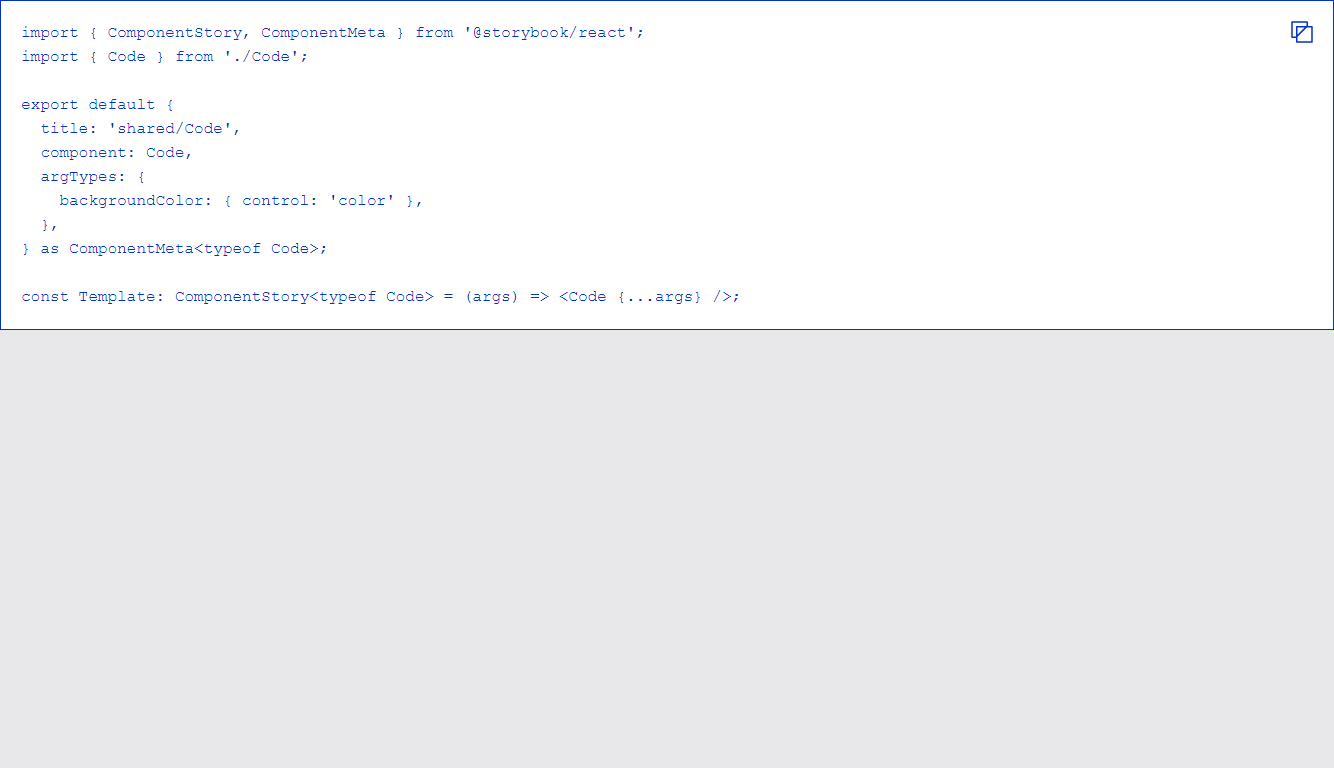 import { ComponentStory, ComponentMeta } from '@storybook/react';
import { Code } from './Code';

export default {
  title: 'shared/Code',
  component: Code,
  argTypes: {
    backgroundColor: { control: 'color' },
  },
} as ComponentMeta<typeof Code>;

const Template: ComponentStory<typeof Code> = (args) => <Code {...args} />;